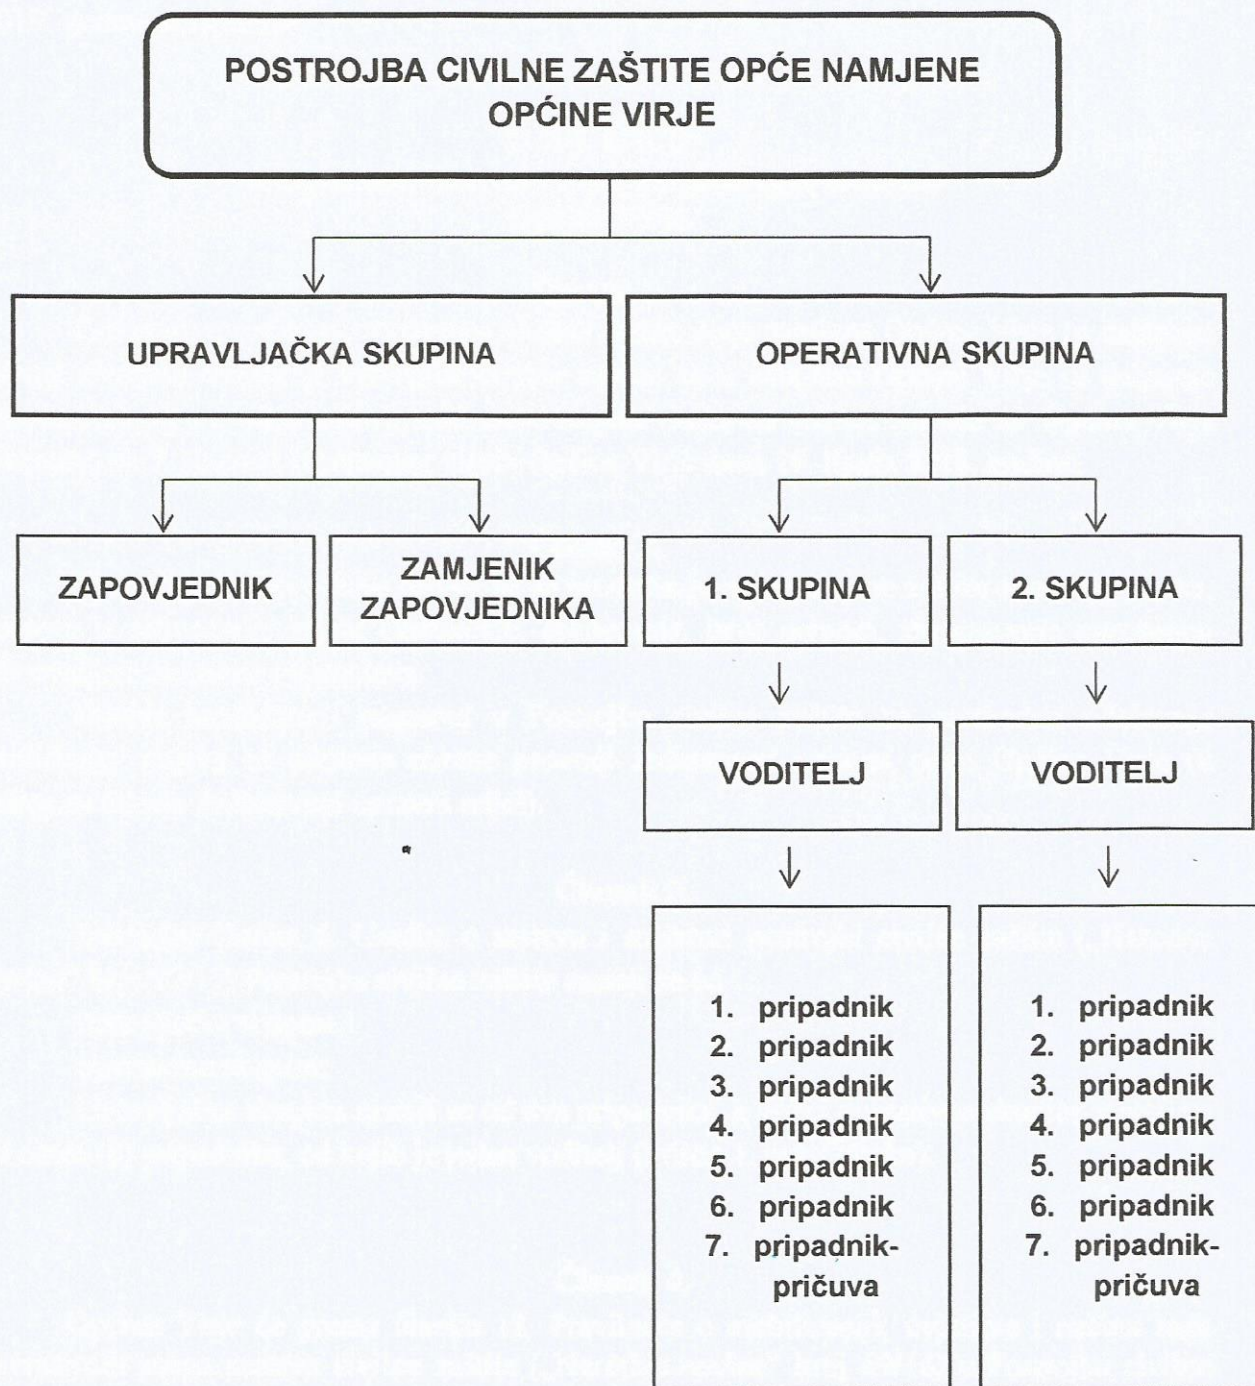 POSTROJBA CIVILNE ZAŠTITE OPĆE NAMJENE
OPĆINE VIRJE
UPRAVLJAČKA SKUPINA
OPERATIVNA SKUPINA
ZAPOVJEDNIK
ZAMJENIK
ZAPOVJEDNIKA
1. SKUPINA
2. SKUPINA
VODITELJ
VODITELJ
1. pripadnik
2. pripadnik
3. pripadnik
4. pripadnik
5. pripadnik
6. pripadnik
7. pripadnik-
pričuva
1. pripadnik
2. pripadnik
3. pripadnik
4. pripadnik
5. pripadnik
6. pripadnik
7. pripadnik-
pričuva